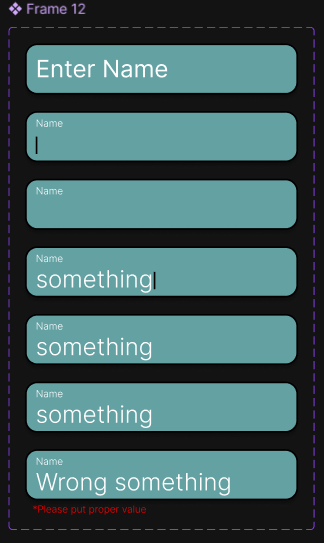 Frame 12
Enter Name
Name
Name
Name
something
Name
something
Name
something
Name
Wrong something
*Please put proper value